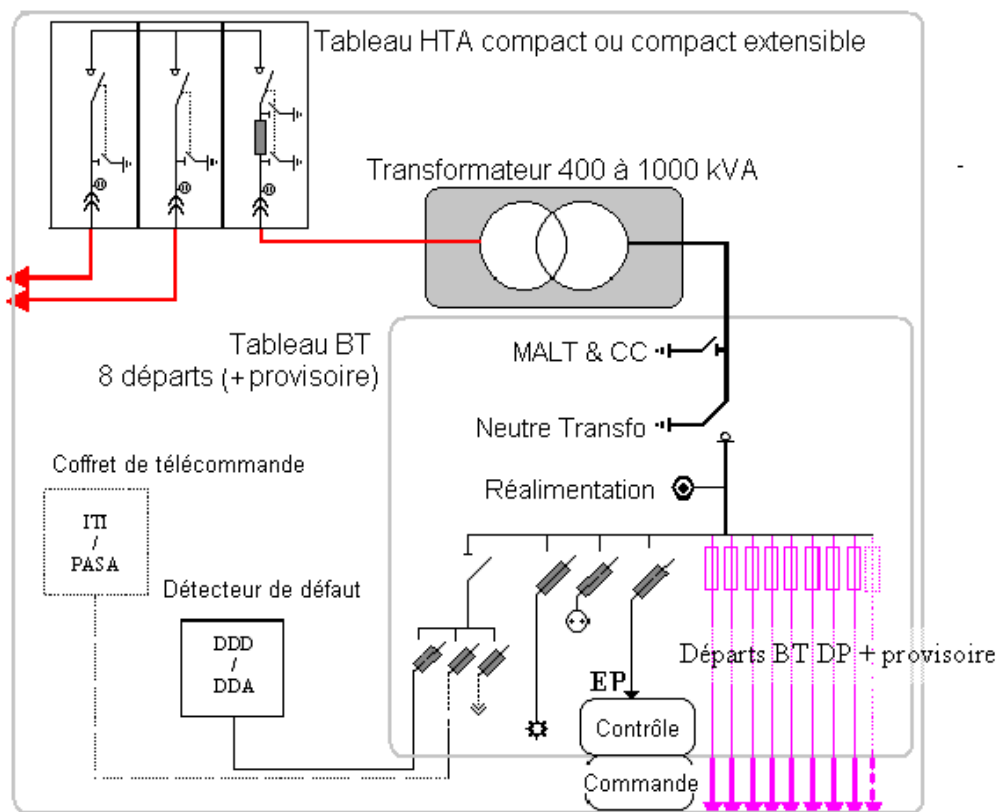 Tableau HTA compact ou compact extensible
Transformateur 400 à 1000 kVA
-
Tableau BT
8 départs (+ provisoire)
MALT & CC
Neutre Transfo
Réalimentation
Coffret de télécommande
ITI
/
PASA
Détecteur de défaut
DDD
/
DDA
Départs BT DP + provisoire
EP
Contrôle
Commande